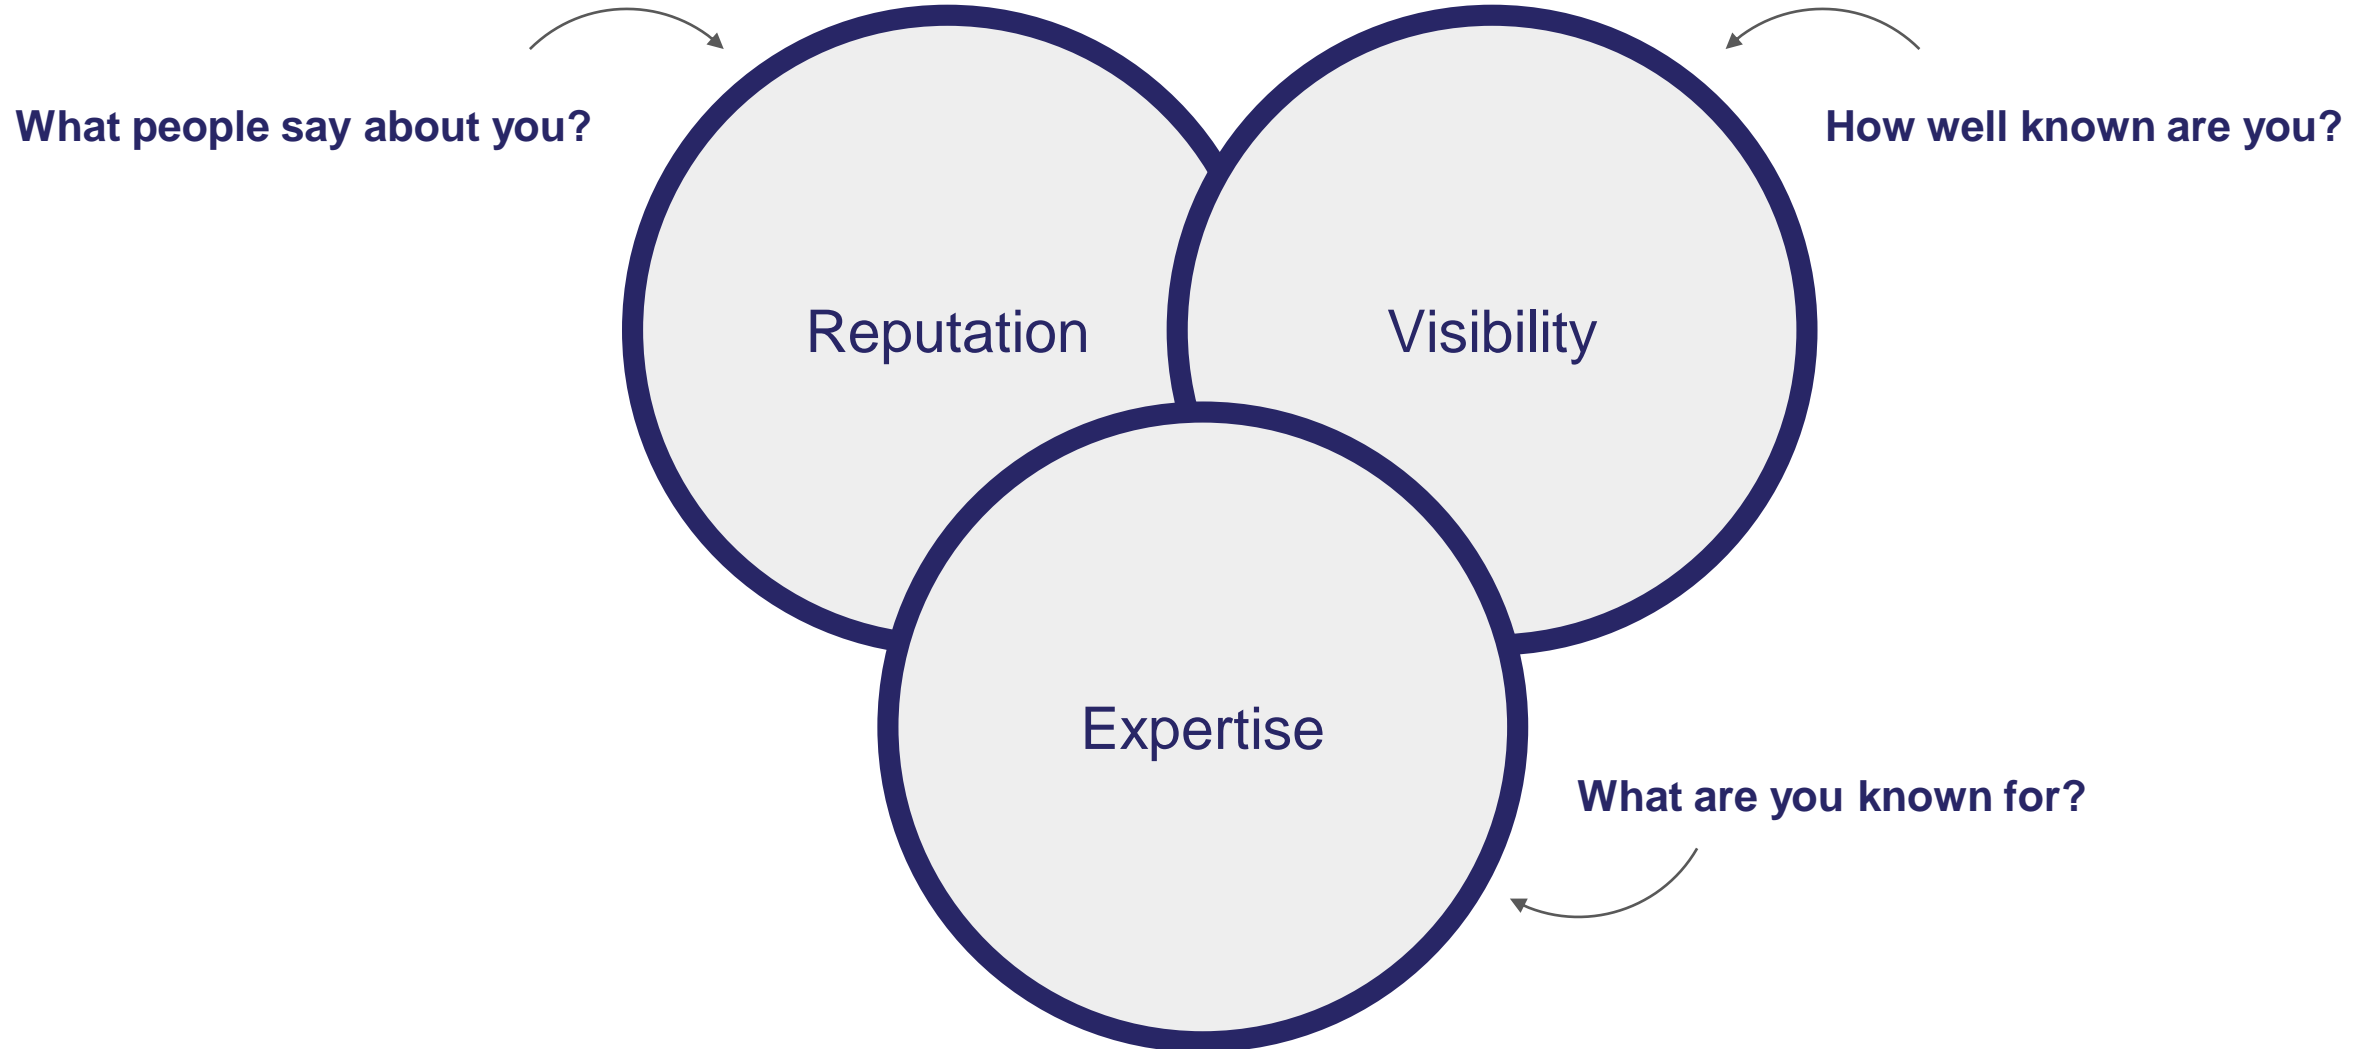 What people say about you?
How well known are you?
Reputation
Visibility
Expertise
What are you known for?